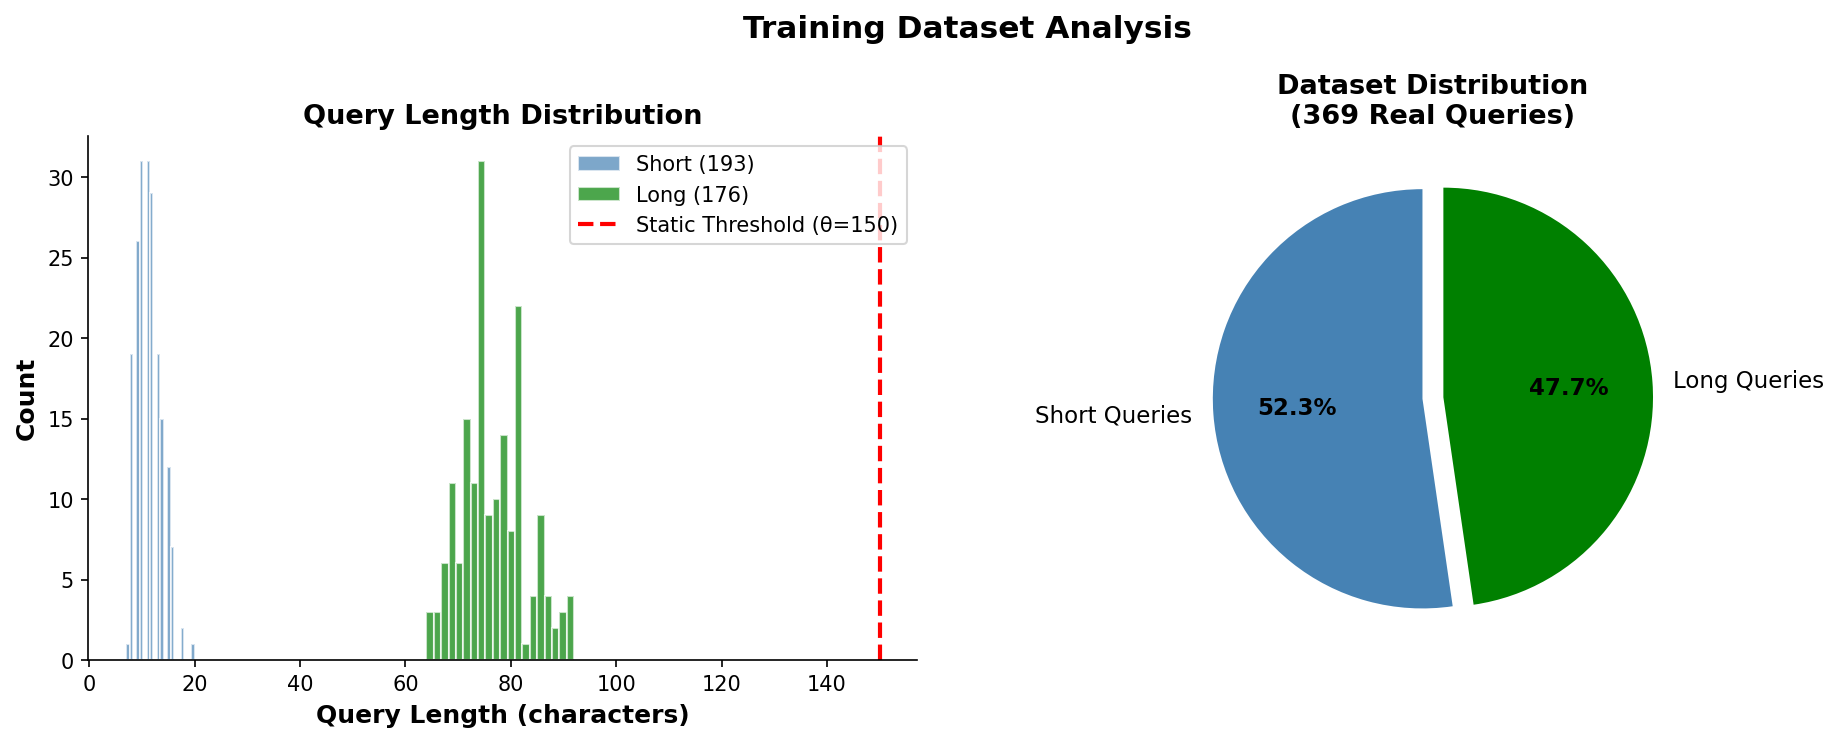 Training Dataset Analysis
Query Length Distribution
Count
30
25
20
15
10
5
0
0 20 40 60 80 100 120 140
Query Length (characters)
Short (193)
Long (176)
Static Threshold (θ=150)
Dataset Distribution
(369 Real Queries)
Short Queries
52.3%
47.7%
Long Queries